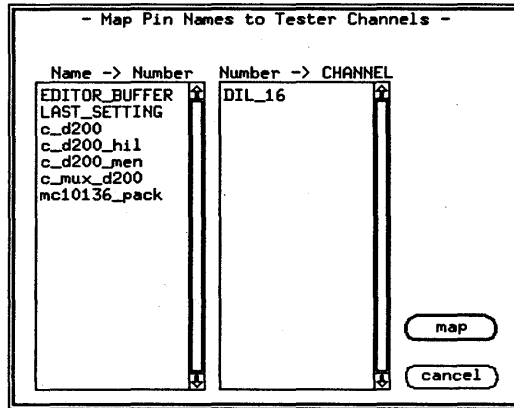 - Map Pin Names to Tester Channels -
Name -> Number
EDITOR_BUFFER
LAST_SETTING
c_d200
c_d200_hil
c_d200_men
c_mux_d200
mc10136_pack
Number -> CHANNEL
DIL_16
map
cancel